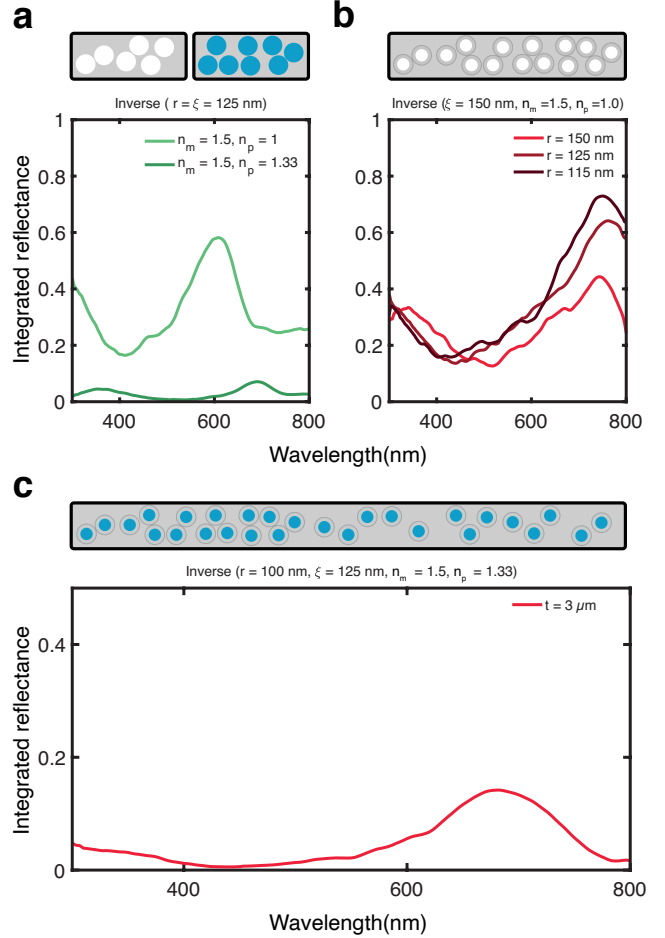 a
Inverse ( r = ξ = 125 nm)
1
0.8
0.6
0.4
0.2
0
400
600
800
n_m = 1.5, n_p = 1
n_m = 1.5, n_p = 1.33
Integrated reflectance
Wavelength(nm)
b
Inverse (ξ = 150 nm, n_m =1.5, n_p =1.0)
1
0.8
0.6
0.4
0.2
0
400
600
800
r = 150 nm
r = 125 nm
r = 115 nm
Wavelength(nm)
c
Inverse (r = 100 nm, ξ = 125 nm, n_m = 1.5, n_p = 1.33)
0.4
0.2
0
400
600
800
t = 3 μm
Integrated reflectance
Wavelength(nm)